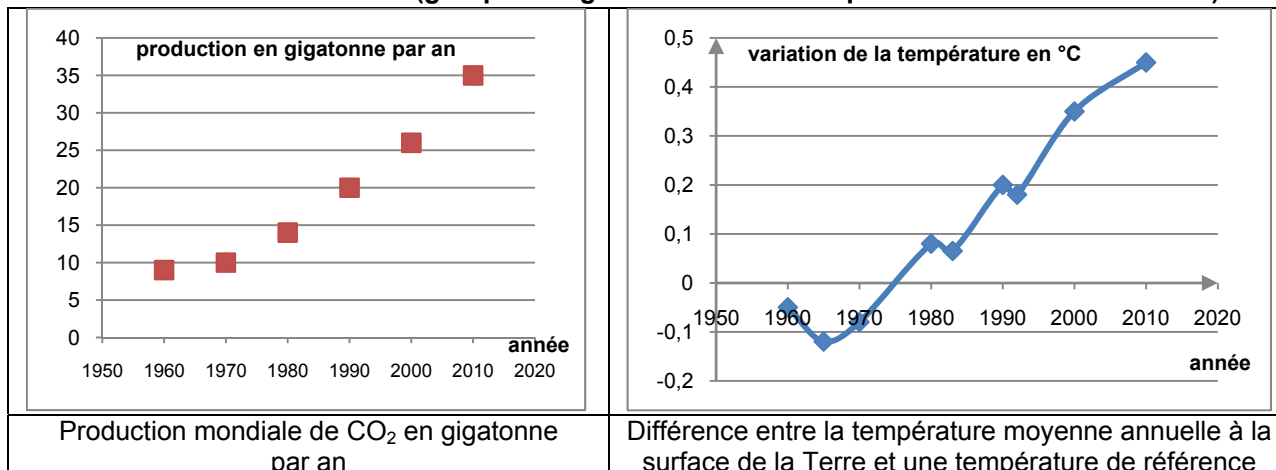 production en gigatonne par an
40
35
30
25
20
15
10
5
0
année
1950 1960 1970 1980 1990 2000 2010 2020
Production mondiale de CO₂ en gigatonne
par an
variation de la température en °C
0,5
0,4
0,3
0,2
0,1
0
1950 1960 1970 1980 1990 2000 2010 2020
-0,1
année
-0,2
Différence entre la température moyenne annuelle à la
surface de la Terre et une température de référence